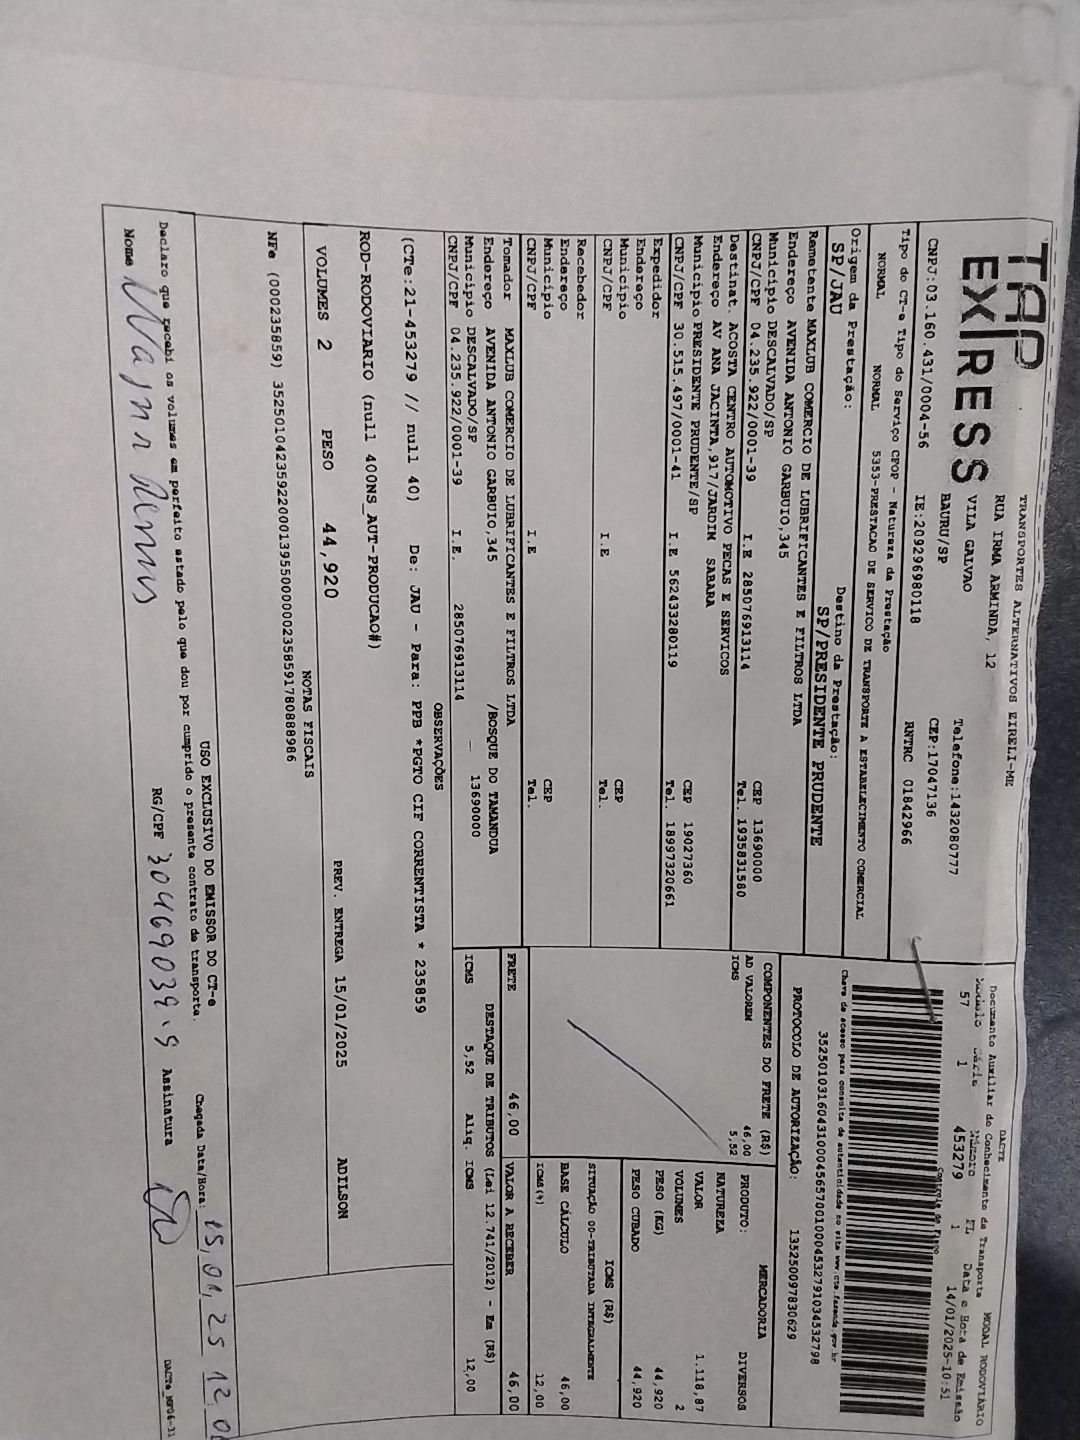 TAP
EXPRESS
TRANSPORTES ALTERNATIVOS EIRELI-ME
RUA IRMA ARMINDA, 12
VILA GALVAO
BAURU/SP
Telefone:1432080777
CEP:17047136
CNPJ:03.160.431/0004-56 IE:209296980118 RNTRC 01842966
DACTE
Documento Auxiliar do Conhecimento de Transporte MODAL RODOVIÁRIO
Modelo Série Número FL Data e Hora de Emissão
57 1 453279 1 14/01/2025-10:51
Controle do Fisco
Tipo do CT-e Tipo do Serviço CFOP - Natureza da Prestação
NORMAL NORMAL 5353-PRESTACAO DE SERVICO DE TRANSPORTE A ESTABELECIMENTO COMERCIAL
Chave de acesso para consulta de autenticidade no site www.cte.fazenda.gov.br
35250103160431000456570010004532791034532798
Origem da Prestação: Destino da Prestação:
SP/JAU SP/PRESIDENTE PRUDENTE
PROTOCOLO DE AUTORIZAÇÃO: 135250097830629
Remetente MAXLUB COMERCIO DE LUBRIFICANTES E FILTROS LTDA
Endereço AVENIDA ANTONIO GARBUIO,345
Município DESCALVADO/SP CEP 13690000
CNPJ/CPF 04.235.922/0001-39 I.E 285076913114 Tel. 1935831580
Destinat. ACOSTA CENTRO AUTOMOTIVO PECAS E SERVICOS
Endereço AV ANA JACINTA,917/JARDIM SABARA
Município PRESIDENTE PRUDENTE/SP CEP 19027360
CNPJ/CPF 30.515.497/0001-41 I.E 562433280119 Tel. 18997320661
Expedidor
Endereço
Município CEP
CNPJ/CPF I.E Tel.
Recebedor
Endereço
Município CEP
CNPJ/CPF I.E Tel.
Tomador MAXLUB COMERCIO DE LUBRIFICANTES E FILTROS LTDA
Endereço AVENIDA ANTONIO GARBUIO,345 /BOSQUE DO TAMANDUA
Município DESCALVADO/SP 13690000
CNPJ/CPF 04.235.922/0001-39 I.E. 285076913114
COMPONENTES DO FRETE (R$)
AD VALOREM 46,00
ICMS 5,52
MERCADORIA
PRODUTO: DIVERSOS
NATUREZA
VALOR 1.118,87
VOLUMES 2
PESO (KG) 44,920
PESO CUBADO 44,920
ICMS (R$)
SITUAÇÃO 00-TRIBUTADA INTEGRALMENTE
BASE CÁLCULO 46,00
ICMS(%) 12,00
FRETE 46,00 VALOR A RECEBER 46,00
DESTAQUE DE TRIBUTOS (Lei 12.741/2012) - Em (R$)
ICMS 5,52 Aliq. ICMS 12,00
OBSERVAÇÕES
(CTe:21-453279 // null 40) De: JAU - Para: PPB *PGTO CIF CORRENTISTA * 235859
ROD-RODOVIARIO (null 400NS_AUT-PRODUCAO#)
VOLUMES 2 PESO 44,920 PREV. ENTREGA 15/01/2025 ADILSON
NOTAS FISCAIS
NFe (000235859) 35250104235922000139550000002358591780888986
USO EXCLUSIVO DO EMISSOR DO CT-e
Declaro que recebi os volumes em perfeito estado pelo que dou por cumprido o presente contrato de transporte. Chegada Data/Hora: 15,01,25 12:0
Nome RG/CPF 30469039-9 Assinatura
DACTe_MP06-31